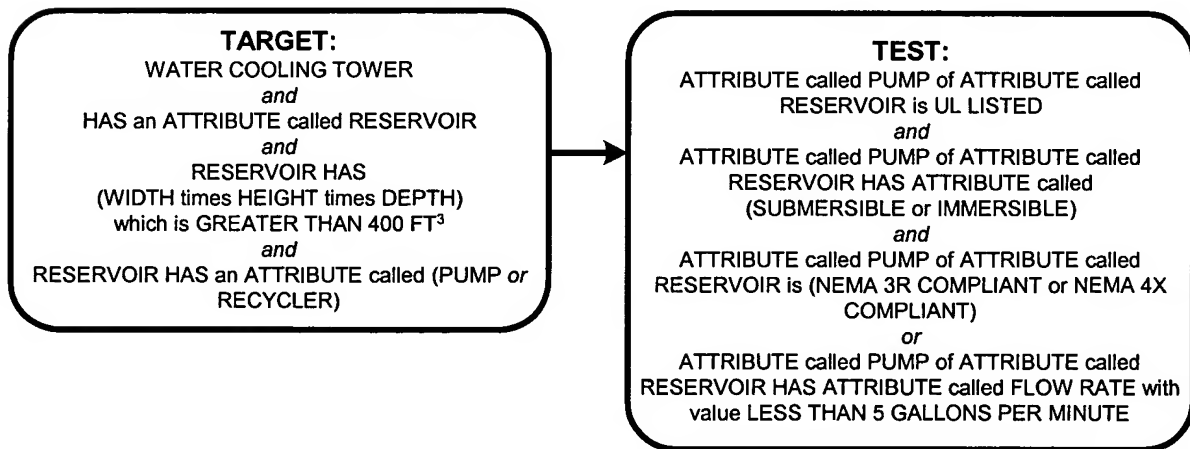 TARGET:
WATER COOLING TOWER
and
HAS an ATTRIBUTE called RESERVOIR
and
RESERVOIR HAS
(WIDTH times HEIGHT times DEPTH)
which is GREATER THAN 400 FT³
and
RESERVOIR HAS an ATTRIBUTE called (PUMP or
RECYCLER)
TEST:
ATTRIBUTE called PUMP of ATTRIBUTE called
RESERVOIR is UL LISTED
and
ATTRIBUTE called PUMP of ATTRIBUTE called
RESERVOIR HAS ATTRIBUTE called
(SUBMERSIBLE or IMMERSIBLE)
and
ATTRIBUTE called PUMP of ATTRIBUTE called
RESERVOIR is (NEMA 3R COMPLIANT or NEMA 4X
COMPLIANT)
or
ATTRIBUTE called PUMP of ATTRIBUTE called
RESERVOIR HAS ATTRIBUTE called FLOW RATE with
value LESS THAN 5 GALLONS PER MINUTE